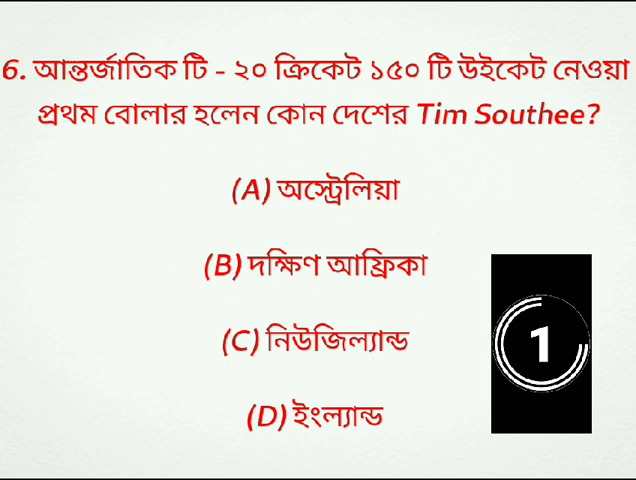 6. আন্তর্জাতিক টি - ২০ ক্রিকেট ১৫০ টি উইকেট নেওয়া
প্রথম বোলার হলেন কোন দেশের Tim Southee?
(A) অস্ট্রেলিয়া
(B) দক্ষিণ আফ্রিকা
(C) নিউজিল্যান্ড
(D) ইংল্যান্ড
1